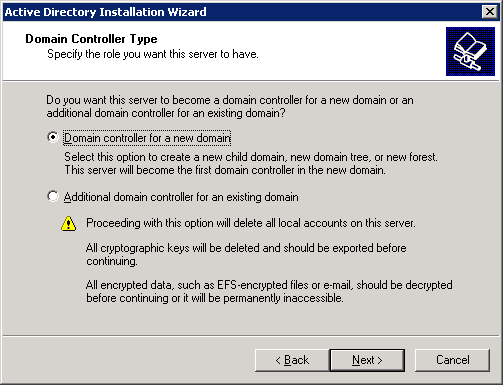 Active Directory Installation Wizard
Domain Controller Type
Specify the role you want this server to have.
Do you want this server to become a domain controller for a new domain or an
additional domain controller for an existing domain?
Domain controller for a new domain
Select this option to create a new child domain, new domain tree, or new forest.
This server will become the first domain controller in the new domain.
Additional domain controller for an existing domain
Proceeding with this option will delete all local accounts on this server.
All cryptographic keys will be deleted and should be exported before
continuing.
All encrypted data, such as EFS-encrypted files or e-mail, should be decrypted
before continuing or it will be permanently inaccessible.
< Back
Next >
Cancel